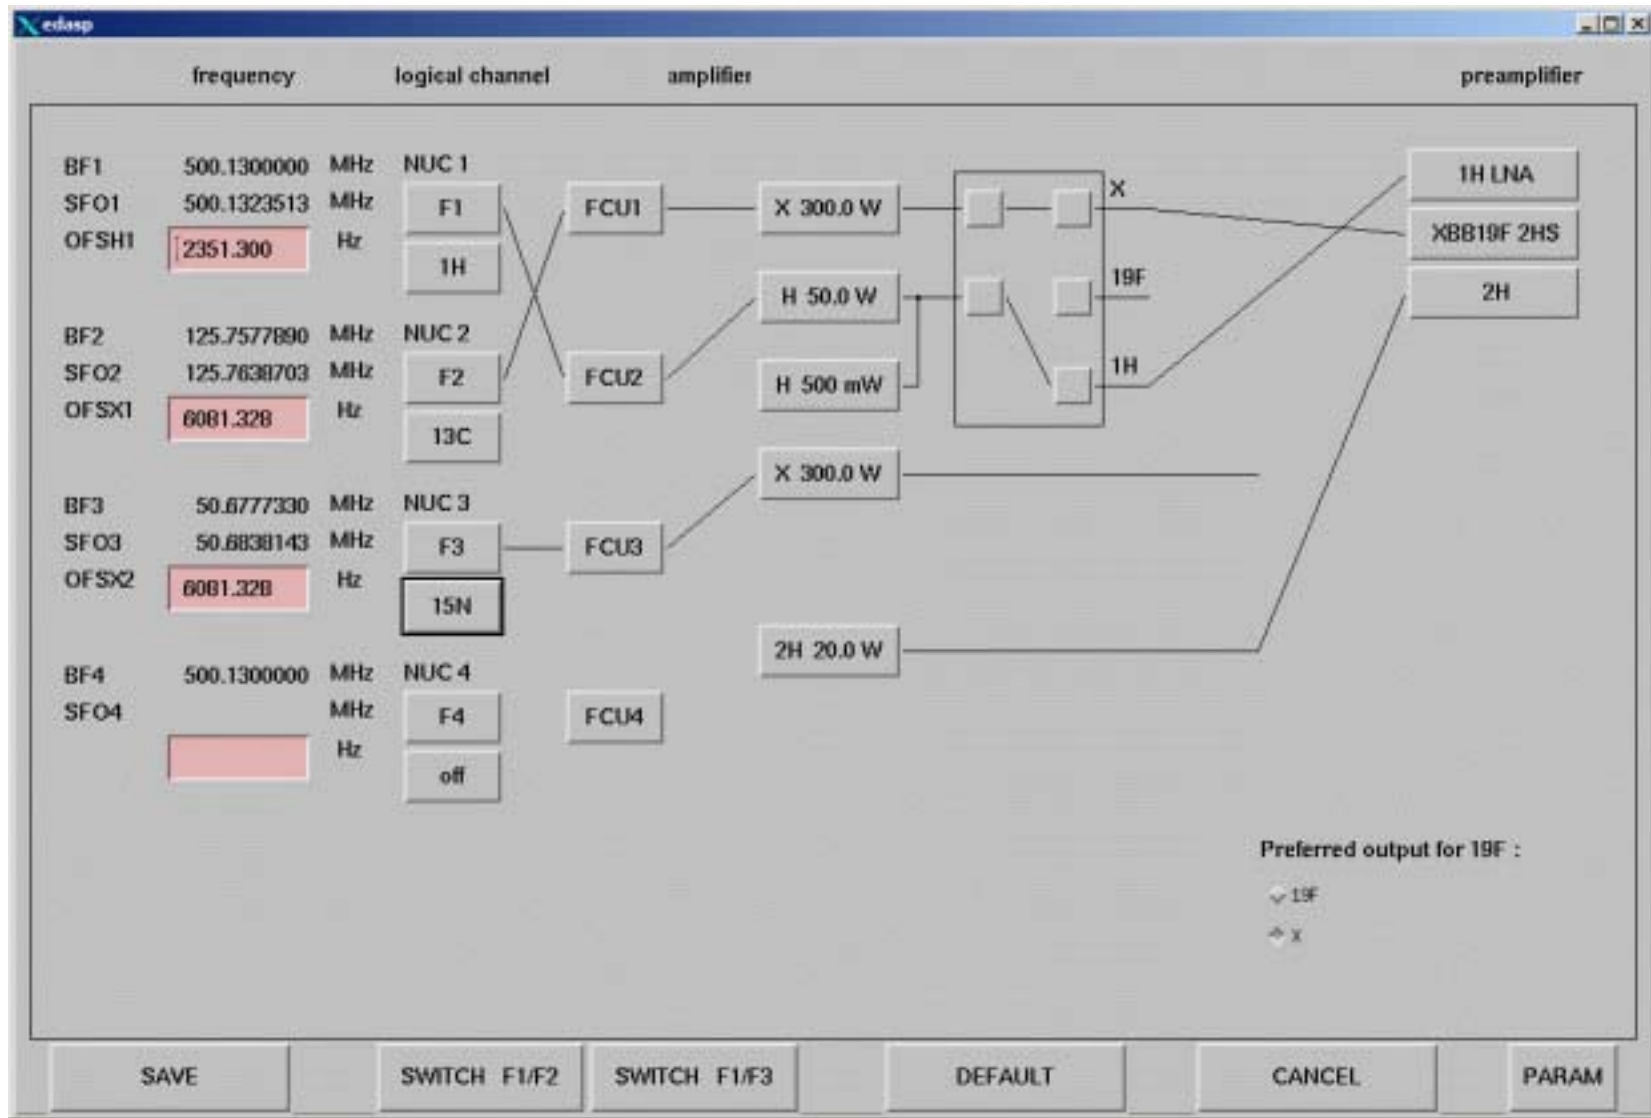 edasp
frequency logical channel amplifier preamplifier
BF1 500.1300000 MHz NUC 1
SFO1 500.1323513 MHz F1 FCU1 X 300.0 W X 1H LNA
OFSH1 2351.300 Hz 1H XBB19F 2HS
H 50.0 W 19F 2H
BF2 125.7577890 MHz NUC 2
SFO2 125.7638703 MHz F2 FCU2 H 500 mW 1H
OFSX1 6081.328 Hz 13C
X 300.0 W
BF3 50.6777330 MHz NUC 3
SFO3 50.6838143 MHz F3 FCU3
OFSX2 6081.328 Hz 15N
2H 20.0 W
BF4 500.1300000 MHz NUC 4
SFO4 MHz F4 FCU4
Hz off
Preferred output for 19F :
19F
X
SAVE SWITCH F1/F2 SWITCH F1/F3 DEFAULT CANCEL PARAM